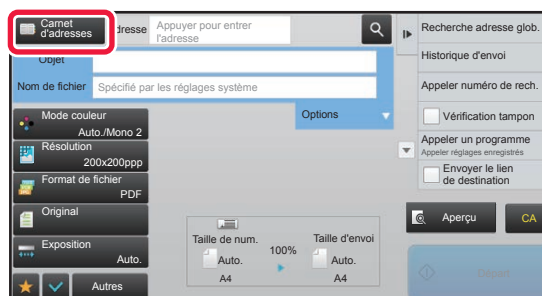 Carnet
d'adresses
Adresse
Appuyer pour entrer
l'adresse
Recherche adresse glob.
Historique d'envoi
Objet
Nom de fichier
Spécifié par les réglages système
Appeler numéro de rech.
Options
Vérification tampon
Mode couleur
Auto./Mono 2
Appeler un programme
Appeler réglages enregistrés
Résolution
200x200ppp
Envoyer le lien
de destination
Format de fichier
PDF
Original
Aperçu
CA
Taille de num.
100%
Taille d'envoi
Exposition
Auto.
Auto.
Auto.
A4
A4
Autres
Départ